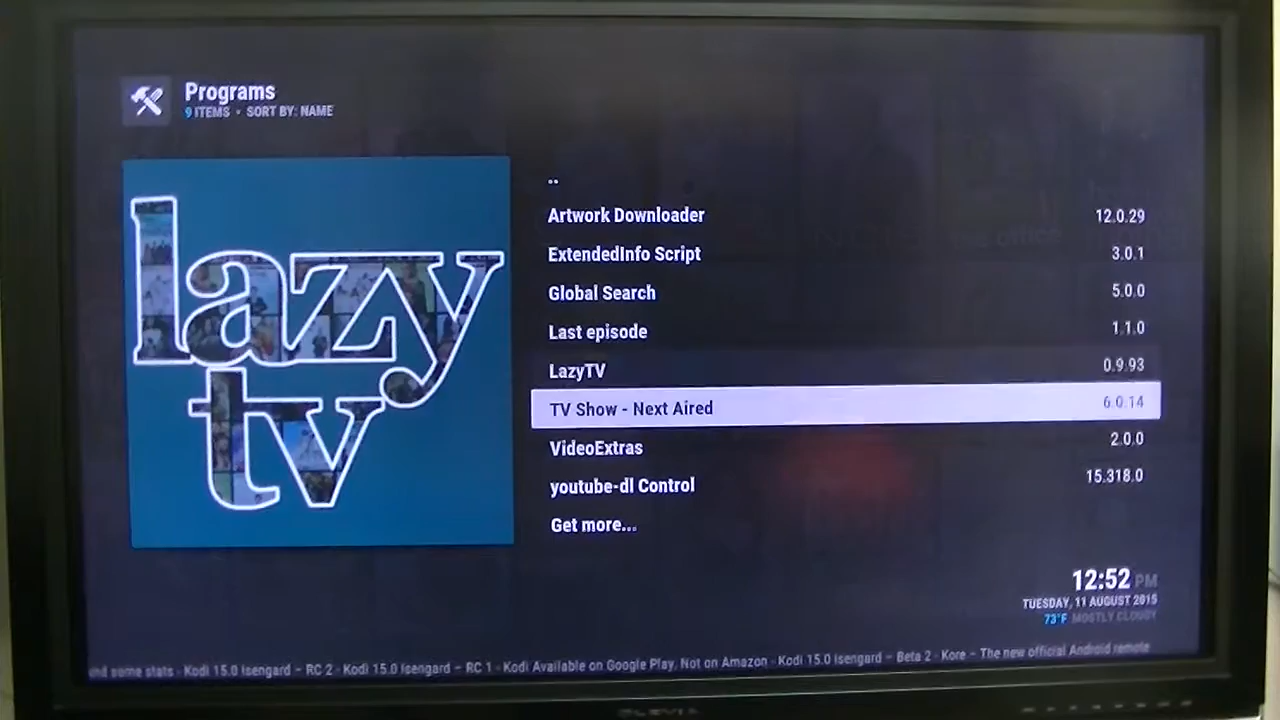 Programs
9 ITEMS · SORT BY: NAME
lazy
tv
..
Artwork Downloader 12.0.29
ExtendedInfo Script 3.0.1
Global Search 5.0.0
Last episode 1.1.0
LazyTV 0.9.93
TV Show - Next Aired 6.0.14
VideoExtras 2.0.0
youtube-dl Control 15.318.0
Get more...
12:52 PM
TUESDAY, 11 AUGUST 2015
73°F MOSTLY CLOUDY
nd some stats · Kodi 15.0 Isengard – RC 2 · Kodi 15.0 Isengard – RC 1 · Kodi Available on Google Play, Not on Amazon · Kodi 15.0 Isengard – Beta 2 · Kore – The new official Android remote